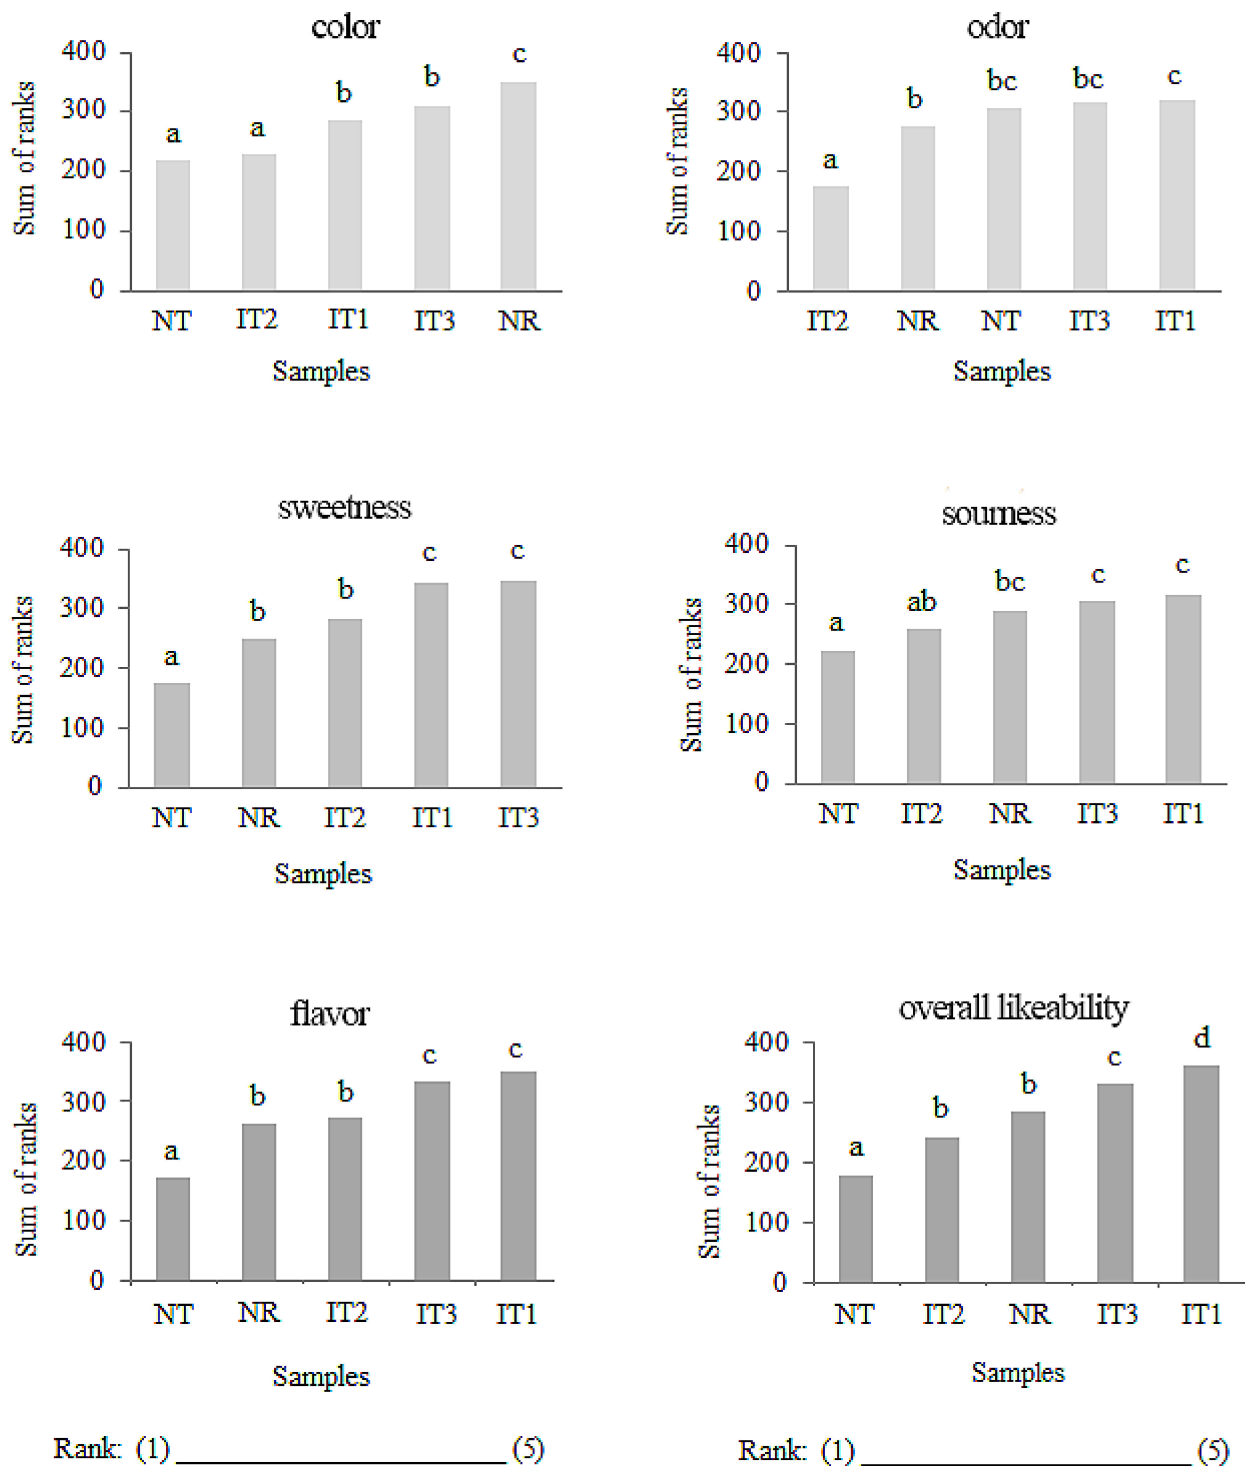 color
400
300
200
100
0
Sum of ranks
a a b b c
NT IT2 IT1 IT3 NR
Samples
odor
400
300
200
100
0
Sum of ranks
a b bc bc c
IT2 NR NT IT3 IT1
Samples
sweetness
400
300
200
100
0
Sum of ranks
a b b c c
NT NR IT2 IT1 IT3
Samples
sourness
400
300
200
100
0
Sum of ranks
a ab bc c c
NT IT2 NR IT3 IT1
Samples
flavor
400
300
200
100
0
Sum of ranks
a b b c c
NT NR IT2 IT3 IT1
Samples
overall likeability
400
300
200
100
0
Sum of ranks
a b b c d
NT IT2 NR IT3 IT1
Samples
Rank: (1) ____________________ (5)
Rank: (1) ____________________ (5)